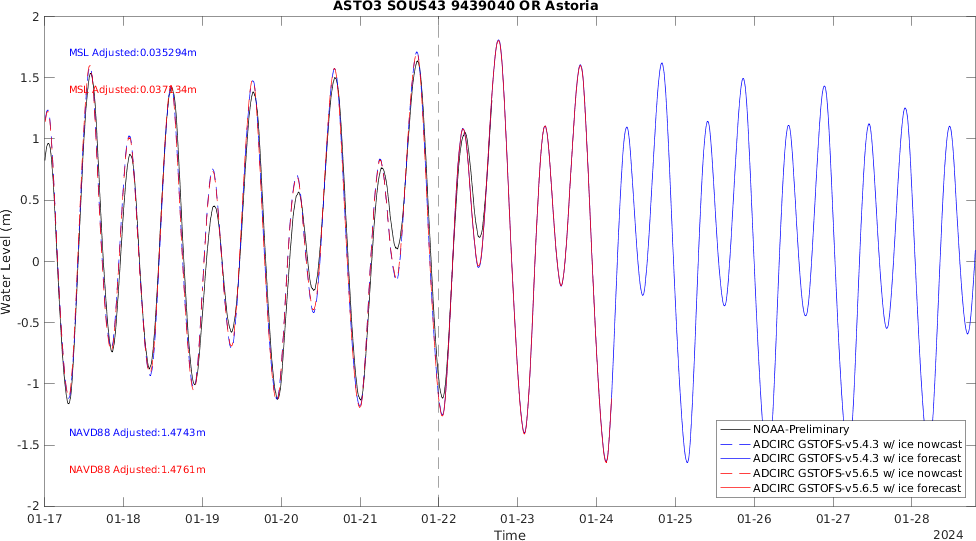 ASTO3 SOUS43 9439040 OR Astoria
2
1.5
1
0.5
0
-0.5
-1
-1.5
-2
Water Level (m)
MSL Adjusted:0.035294m
MSL Adjusted:0.037134m
NAVD88 Adjusted:1.4743m
NAVD88 Adjusted:1.4761m
NOAA-Preliminary
ADCIRC GSTOFS-v5.4.3 w/ ice nowcast
ADCIRC GSTOFS-v5.4.3 w/ ice forecast
ADCIRC GSTOFS-v5.6.5 w/ ice nowcast
ADCIRC GSTOFS-v5.6.5 w/ ice forecast
01-17 01-18 01-19 01-20 01-21 01-22 01-23 01-24 01-25 01-26 01-27 01-28
Time
2024